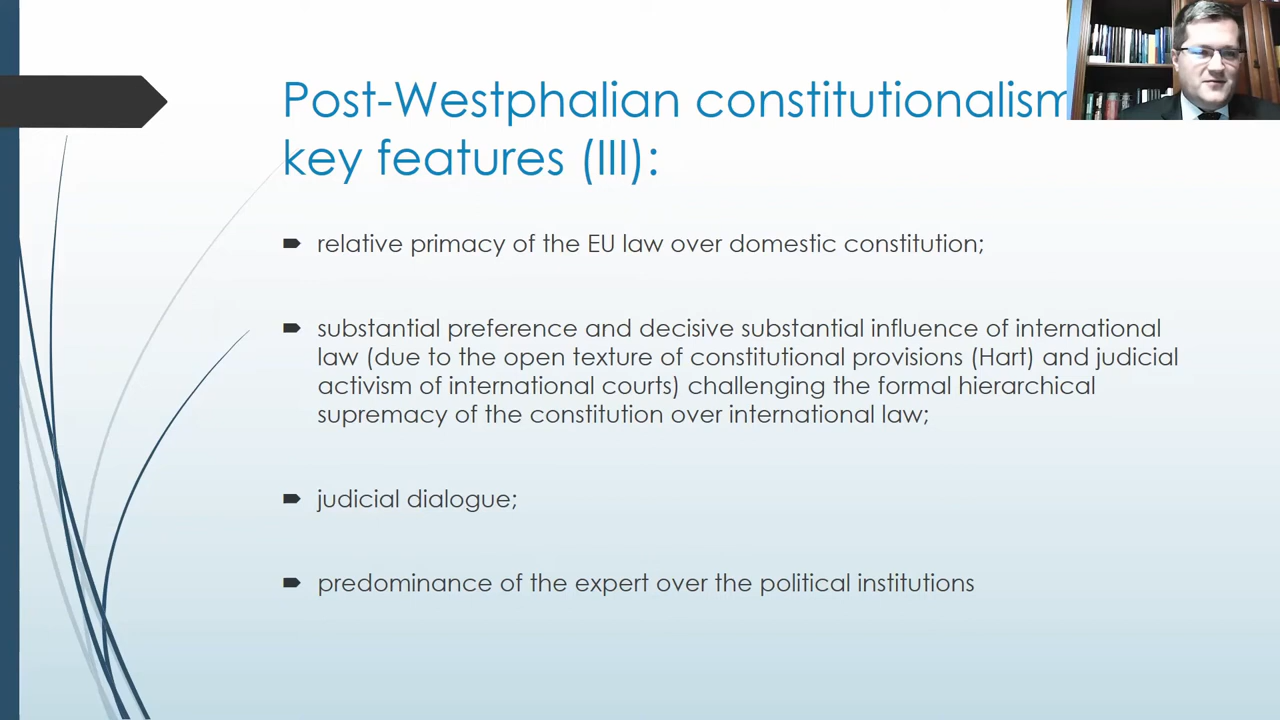 Post-Westphalian constitutionalism
key features (III):
relative primacy of the EU law over domestic constitution;
substantial preference and decisive substantial influence of international
law (due to the open texture of constitutional provisions (Hart) and judicial
activism of international courts) challenging the formal hierarchical
supremacy of the constitution over international law;
judicial dialogue;
predominance of the expert over the political institutions